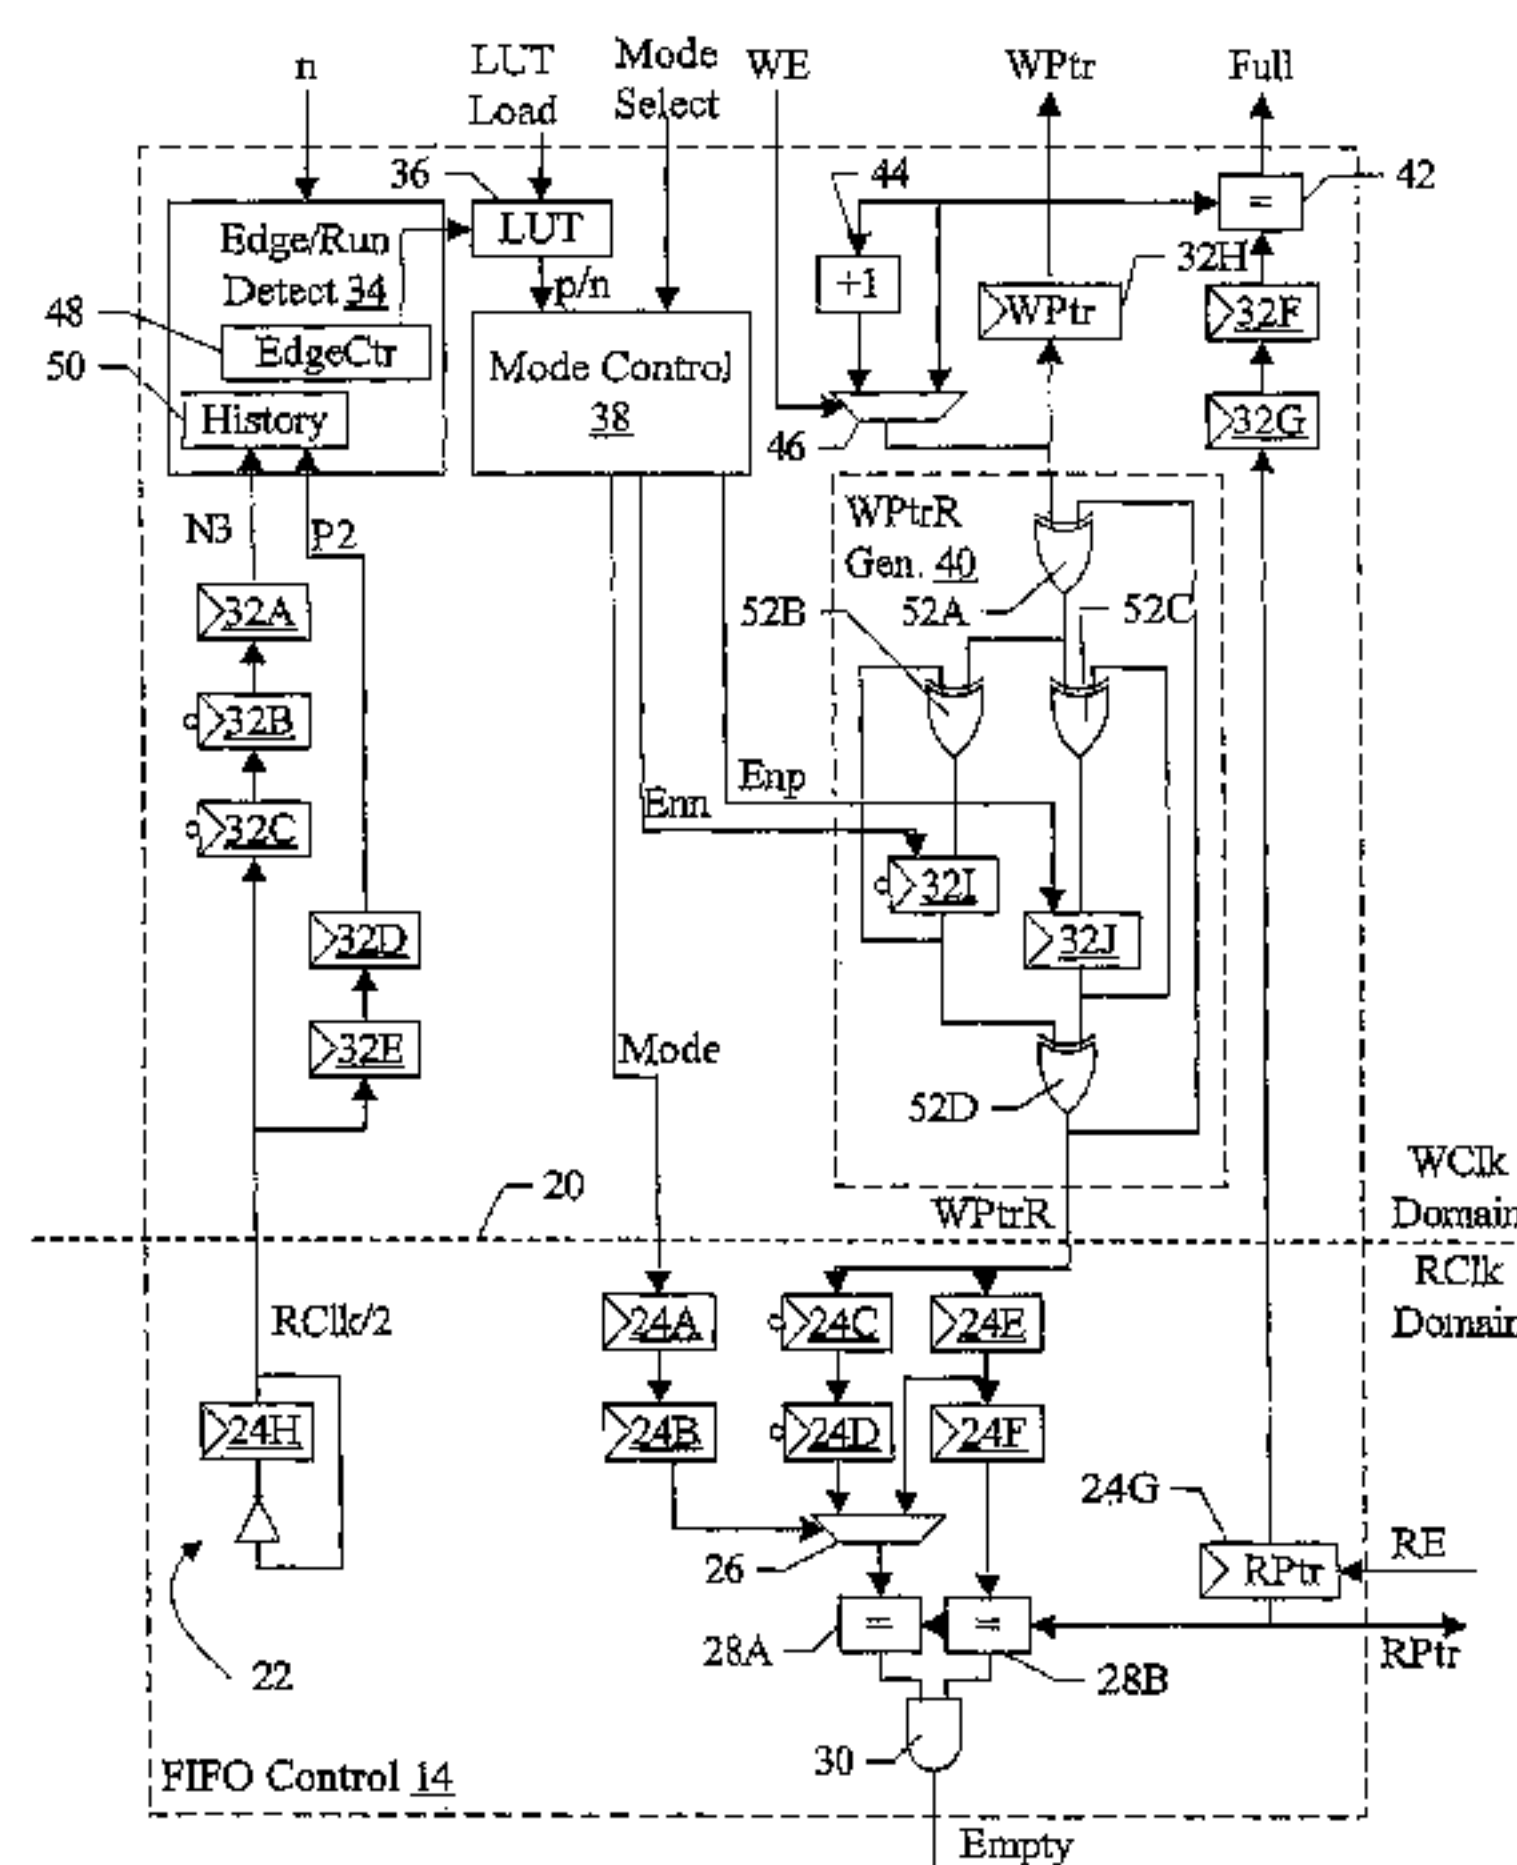 n
LUT Load
Mode Select
WE
WPtr
Full
36
44
42
LUT
=
Edge/Run Detect 34
p/n
+1
WPtr
32H
32F
48
EdgeCtr
50
History
Mode Control 38
46
32G
N3
P2
WPtrR Gen. 40
32A
52B
52A
52C
32B
32C
Enn
Enp
32I
32D
32J
32E
Mode
52D
20
WPtrR
WClk Domain
RClk Domain
RClk/2
24A
24C
24E
24H
24B
24D
24F
24G
26
RPtr
RE
22
28A
=
=
28B
RPtr
30
FIFO Control 14
Empty